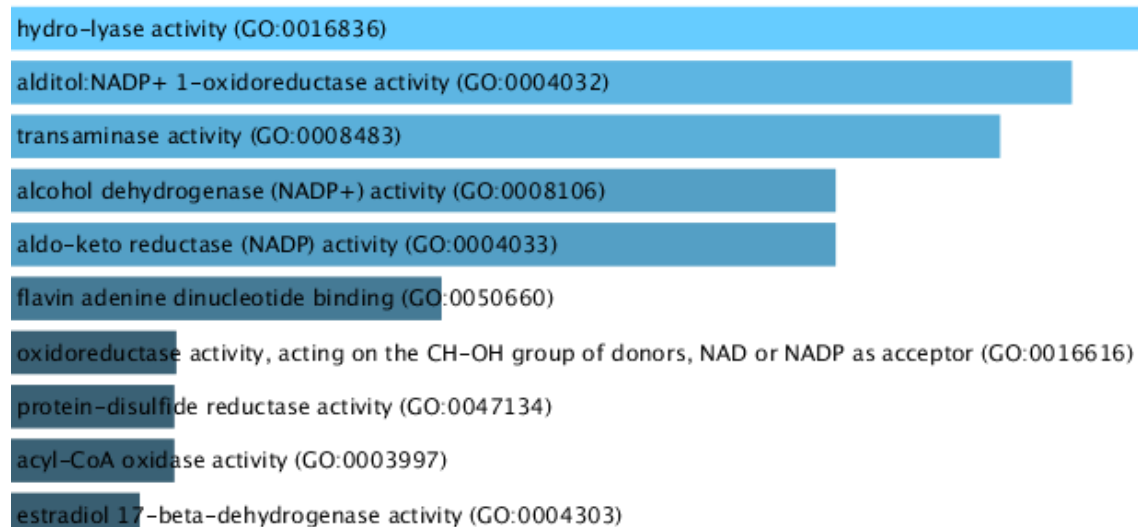 hydro-lyase activity (GO:0016836)
alditol:NADP+ 1-oxidoreductase activity (GO:0004032)
transaminase activity (GO:0008483)
alcohol dehydrogenase (NADP+) activity (GO:0008106)
aldo-keto reductase (NADP) activity (GO:0004033)
flavin adenine dinucleotide binding (GO:0050660)
oxidoreductase activity, acting on the CH-OH group of donors, NAD or NADP as acceptor (GO:0016616)
protein-disulfide reductase activity (GO:0047134)
acyl-CoA oxidase activity (GO:0003997)
estradiol 17-beta-dehydrogenase activity (GO:0004303)